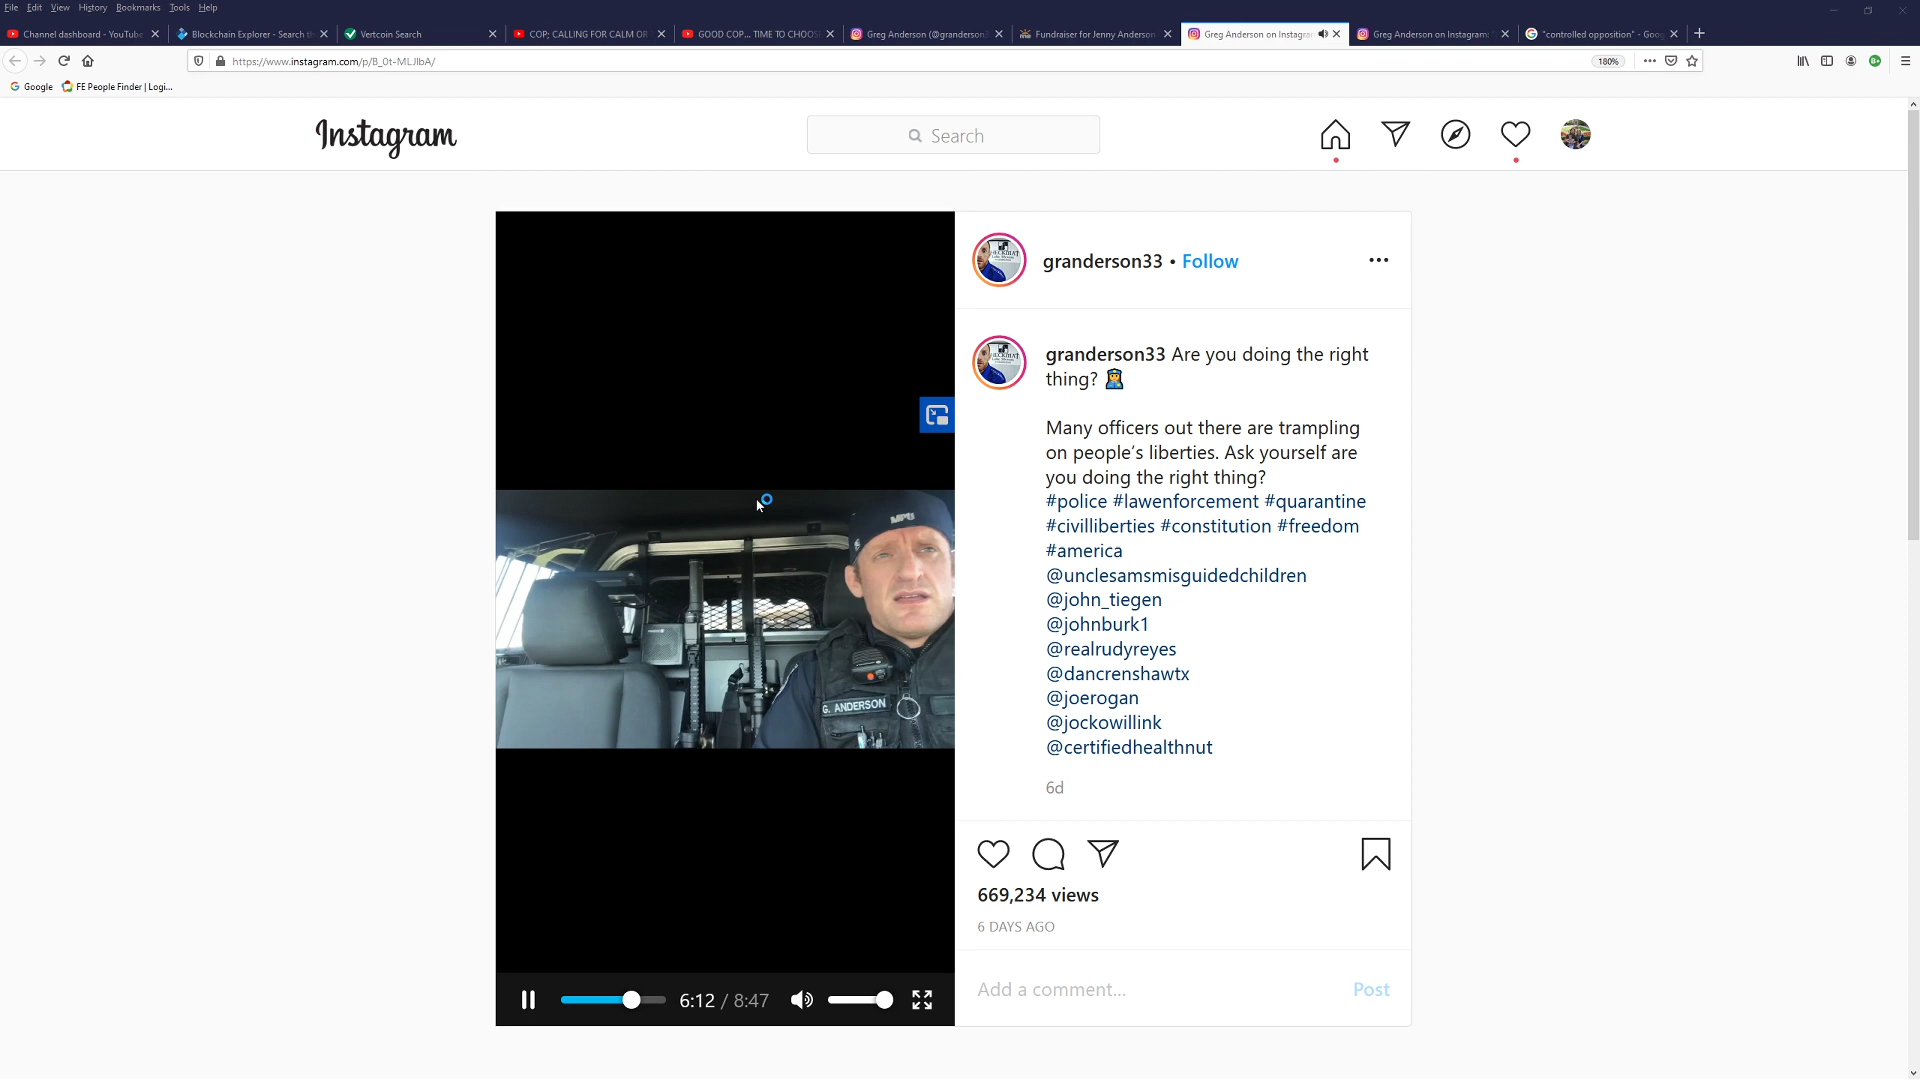 File Edit View History Bookmarks Tools Help
Channel dashboard - YouTube
Blockchain Explorer - Search
Vertcoin Search
COP; CALLING FOR CALM OR
GOOD COP... TIME TO CHOOS
Greg Anderson (@granderson
Fundraiser for Jenny Anderson
Greg Anderson on Instagram
Greg Anderson on Instagram:
"controlled opposition" - Goo
https://www.instagram.com/p/B_0t-MLJIbA/
180%
Google
FE People Finder | Logi...
Instagram
Search
granderson33 • Follow
granderson33 Are you doing the right
thing?
Many officers out there are trampling
on people's liberties. Ask yourself are
you doing the right thing?
#police #lawenforcement #quarantine
#civilliberties #constitution #freedom
#america
@unclesamsmisguidedchildren
@john_tiegen
@johnburk1
@realrudyreyes
@dancrenshawtx
@joerogan
@jockowillink
@certifiedhealthnut
6d
MPU
G. ANDERSON
669,234 views
6 DAYS AGO
6:12 / 8:47
Add a comment...
Post